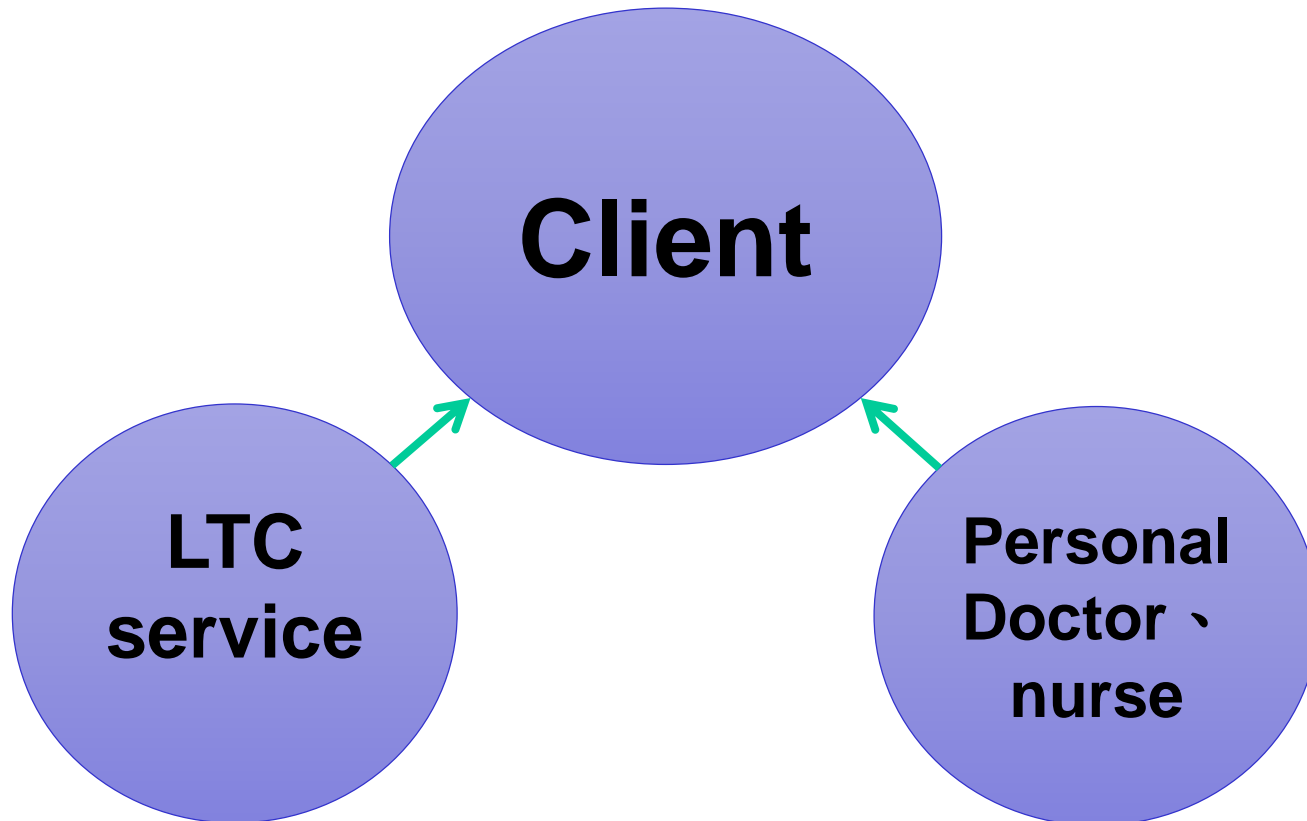 Client
LTC
service
Personal
Doctor、
nurse